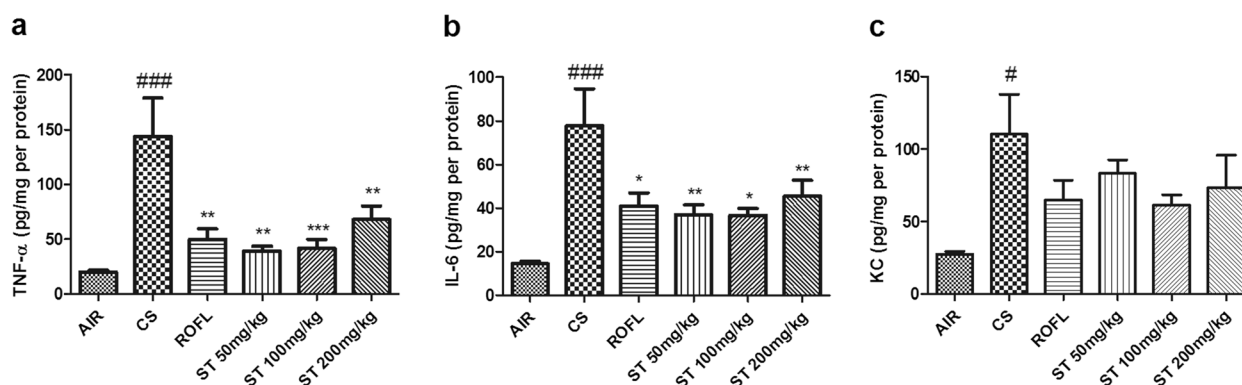 a
TNF-α (pg/mg per protein)
200
150
100
50
0
###
**
**
***
**
AIR
CS
ROFL
ST 50mg/kg
ST 100mg/kg
ST 200mg/kg
b
IL-6 (pg/mg per protein)
100
80
60
40
20
0
###
*
**
*
**
AIR
CS
ROFL
ST 50mg/kg
ST 100mg/kg
ST 200mg/kg
c
KC (pg/mg per protein)
150
100
50
0
#
AIR
CS
ROFL
ST 50mg/kg
ST 100mg/kg
ST 200mg/kg